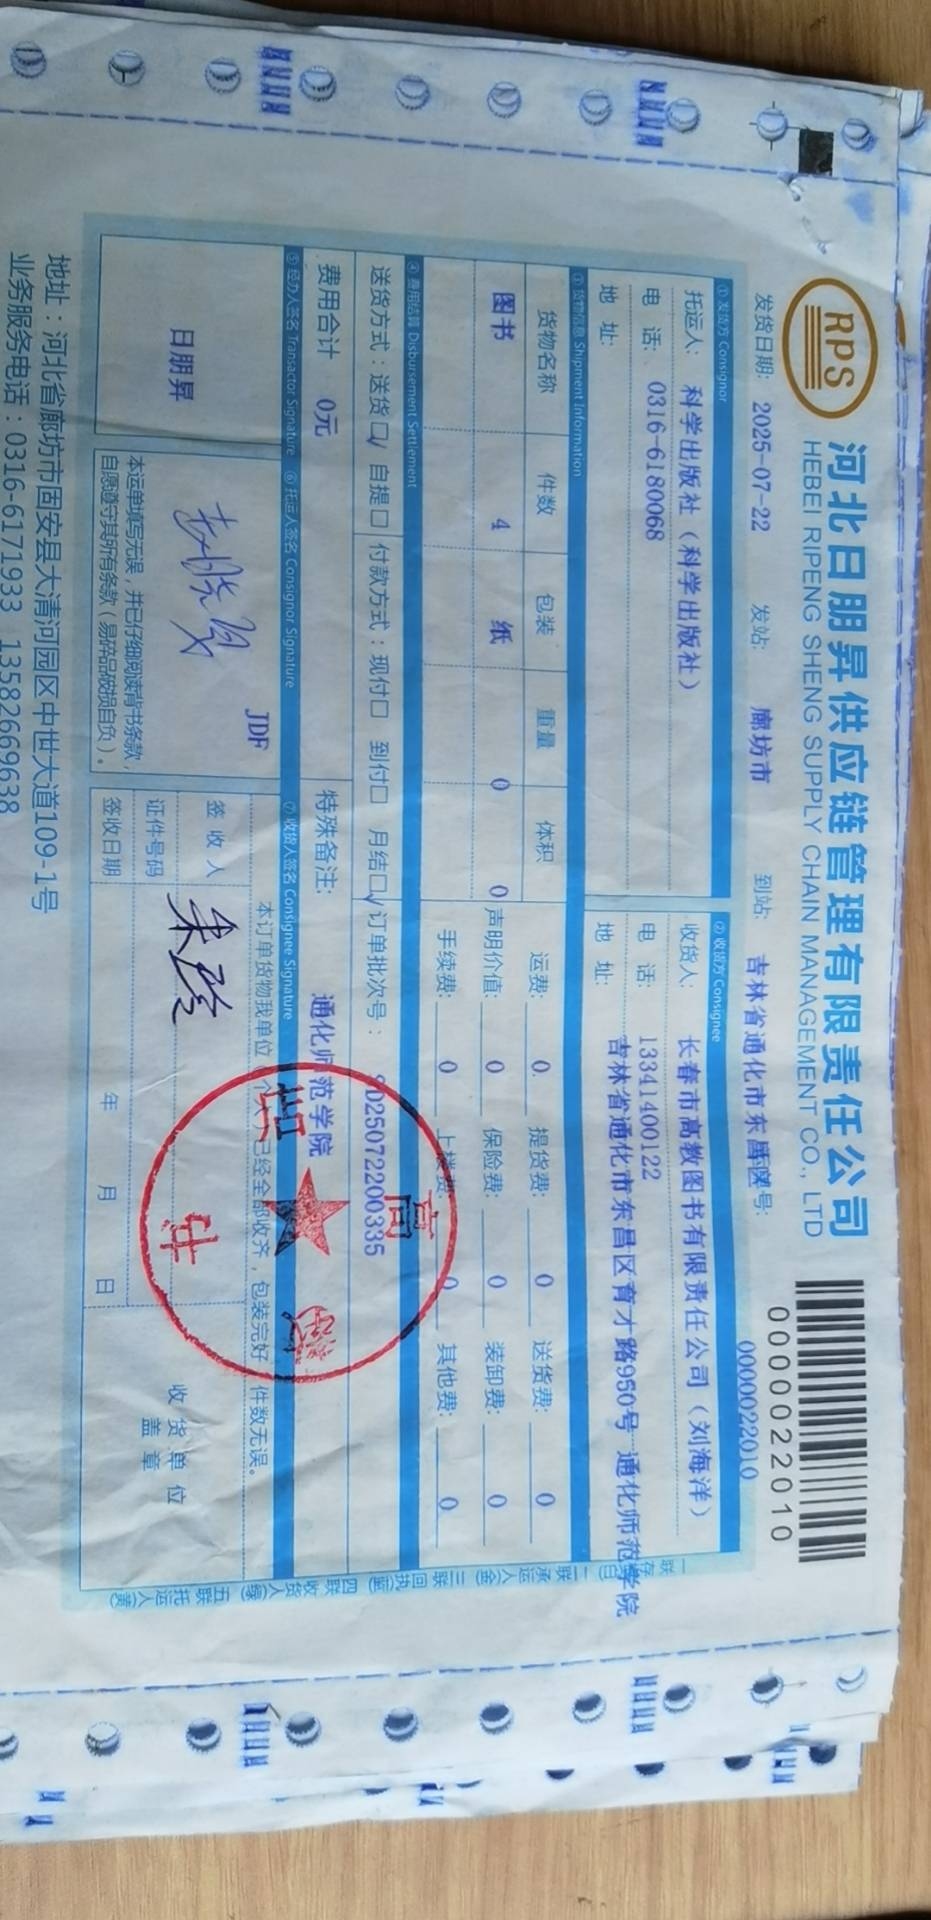 河北日朋昇供应链管理有限责任公司
HEBEI RIPENG SHENG SUPPLY CHAIN MANAGEMENT CO., LTD
RPS
0000022010
0000022010
发货日期: 2025-07-22 发站: 廊坊市 到站: 吉林省通化市东昌区
号:
① 发货方 Consignor
② 收货方 Consignee
托运人: 科学出版社（科学出版社）
收货人: 长春市高教图书有限责任公司（刘海洋）
电 话: 0316-6180068
电 话: 13341400122
地 址:
地 址: 吉林省通化市东昌区育才路950号 通化师范学院
③ 货物信息 Shipment Information
货物名称 件数 包装 重量 体积
图书 4 纸 0 0
运费: 0. 提货费: 0 送货费: 0
声明价值: 0 保险费: 0 装卸费: 0
手续费: 0 上楼费: 0 其他费: 0
④ 费用结算 Disbursement Settlement
送货方式：送货☐√ 自提☐ 付款方式：现付☐ 到付☐ 月结☐√ 订单批次号： 2025072200335
费用合计 0元
特殊备注: 通化师范学院
⑤ 经办人签名 Transactor Signature
⑥ 托运人签名 Consignor Signature
⑦ 收货人签名 Consignee Signature
日朋昇
JDF
本运单填写无误，并已仔细阅读背书条款，
自愿遵守其所有条款（易碎品破损自负）。
本订单货物我单位（个人）已经全部收齐，包装完好，件数无误。
签 收 人
证件号码
签收日期 年 月 日
收货单位
盖 章
一联存根(白) 二联承运人(金) 三联回执(蓝) 四联收货人(绿) 五联托运人(黄)
地址：河北省廊坊市固安县大清河园区中世大道109-1号
业务服务电话：0316-6171933 13582669638